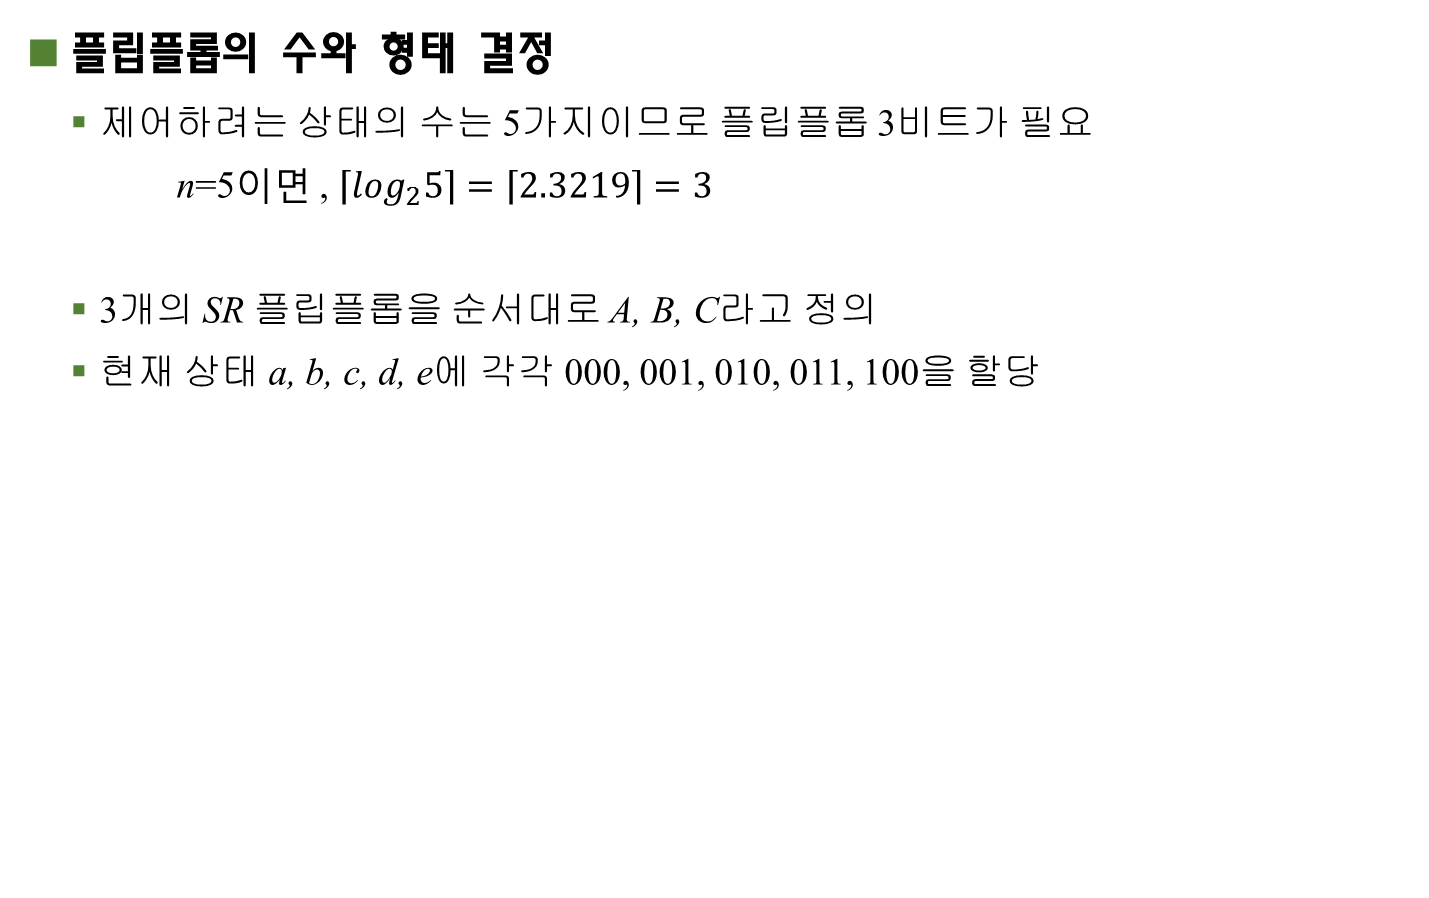 ■ 플립플롭의 수와 형태 결정
▪ 제어하려는 상태의 수는 5가지이므로 플립플롭 3비트가 필요
n=5이면 , ⌈log₂5⌉ = ⌈2.3219⌉ = 3
▪ 3개의 SR 플립플롭을 순서대로 A, B, C라고 정의
▪ 현재 상태 a, b, c, d, e에 각각 000, 001, 010, 011, 100을 할당